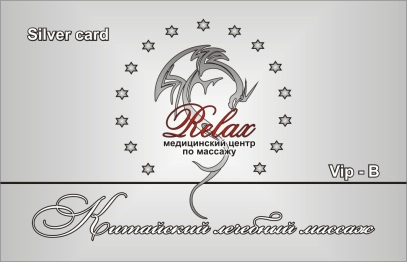 Silver card
Relax
медицинский центр
по массажу
Vip - B
Китайский лечебный массаж